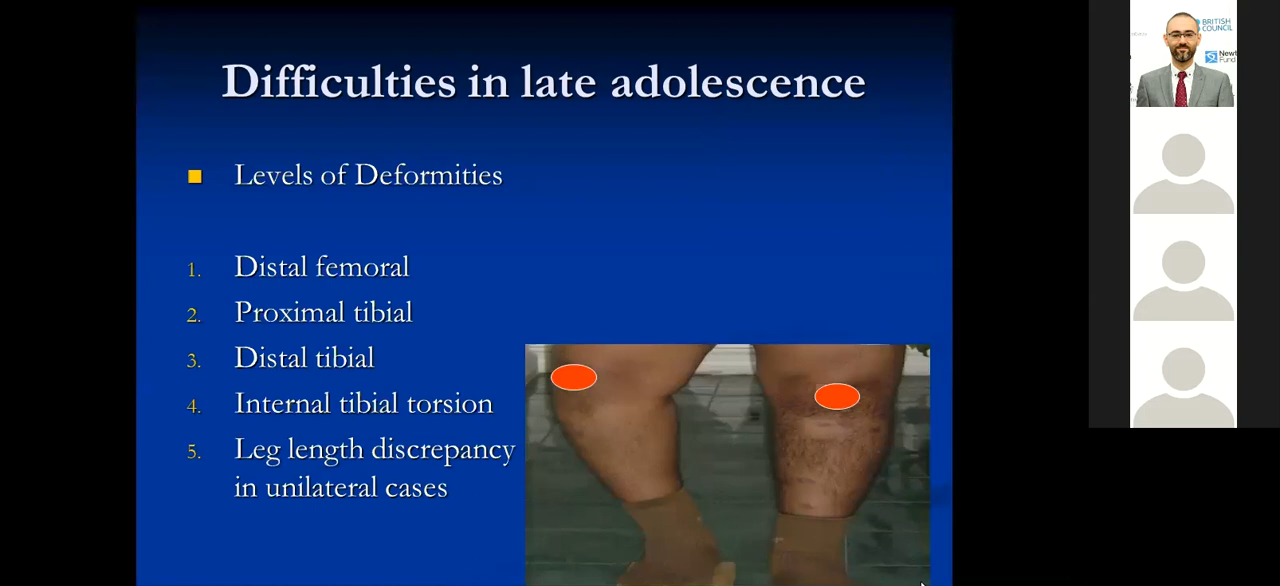 Difficulties in late adolescence
Levels of Deformities
1. Distal femoral
2. Proximal tibial
3. Distal tibial
4. Internal tibial torsion
5. Leg length discrepancy
in unilateral cases
BRITISH
COUNCIL
Fund